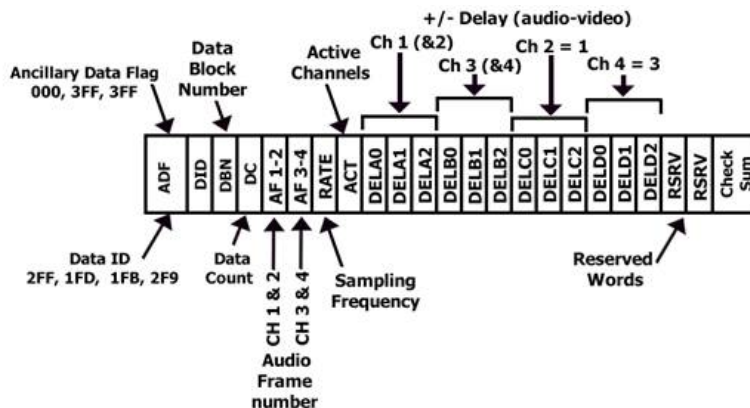 +/- Delay (audio-video)
Ch 1 (&2)
Ch 2 = 1
Ch 3 (&4)
Ch 4 = 3
Data
Block
Number
Active
Channels
Ancillary Data Flag
000, 3FF, 3FF
ADF
DID
DBN
DC
AF 1-2
AF 3-4
RATE
ACT
DELA0
DELA1
DELA2
DELB0
DELB1
DELB2
DELC0
DELC1
DELC2
DELD0
DELD1
DELD2
RSRV
RSRV
Check
Sum
Data ID
2FF, 1FD, 1FB, 2F9
Data
Count
CH 1 & 2
CH 3 & 4
Audio
Frame
number
Sampling
Frequency
Reserved
Words